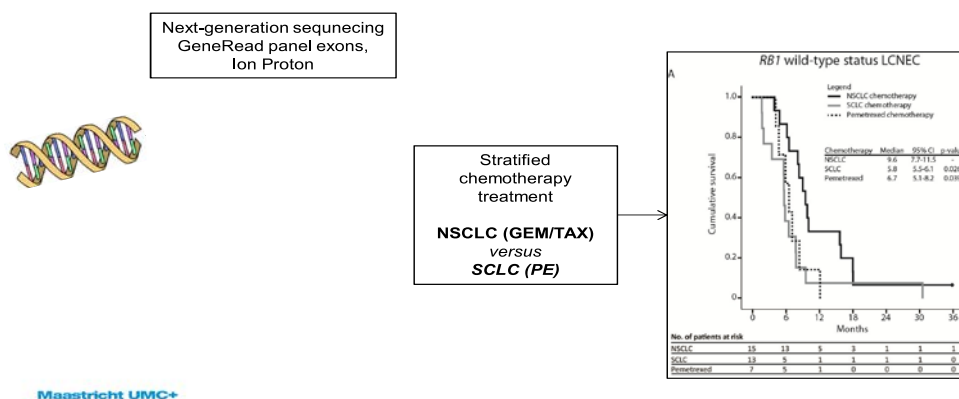 Next-generation sequnecing
GeneRead panel exons,
Ion Proton
Stratified
chemotherapy
treatment
NSCLC (GEM/TAX)
versus
SCLC (PE)
RB1 wild-type status LCNEC
A
Legend
NSCLC chemotherapy
SCLC chemotherapy
Pemetrexed chemotherapy
Chemotherapy Median 95% CI
NSCLC 9.6 7.7-11.5 -
SCLC 5.8 5.5-6.1
Pemetrexed 6.7 5.1-8.2
Cumulative survival
1.0
0.8
0.6
0.4
0.2
0
0 6 12 18 24 30 36
Months
No. of patients at risk
NSCLC 15 13 5 3 1 1 1
SCLC 13 5 1 1 1 1 0
Pemetrexed 7 5 1 0 0 0 0
Maastricht UMC+